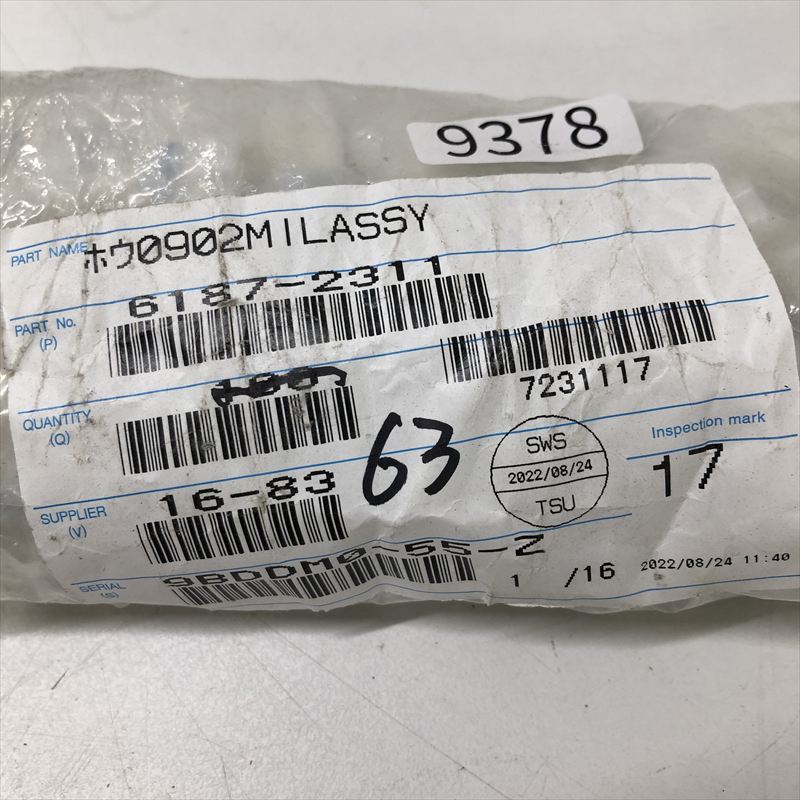 9378
PART NAME ホウ0902MILASSY
PART No. (P) 6187-2311
7231117
QUANTITY (Q) 100
63
SWS
2022/08/24
TSU
Inspection mark
17
SUPPLIER (V) 16-83
SERIAL (S) 9BDDM0-55-Z
1 /16
2022/08/24 11:40